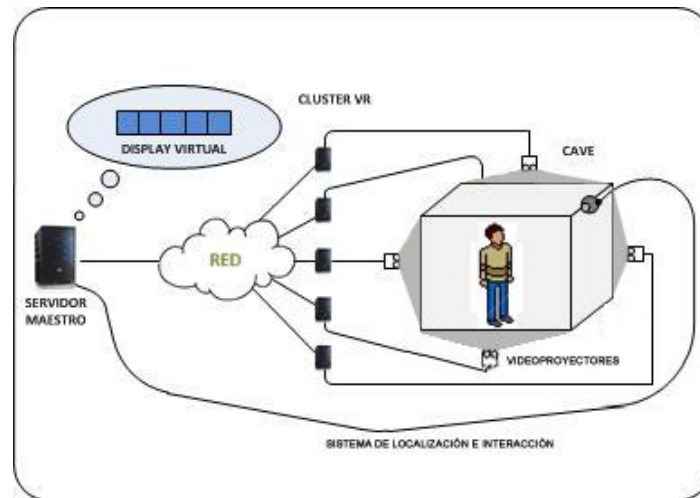 CLUSTER VR
DISPLAY VIRTUAL
CAVE
RED
SERVIDOR
MAESTRO
VIDEOPROYECTORES
SISTEMA DE LOCALIZACIÓN E INTERACCIÓN